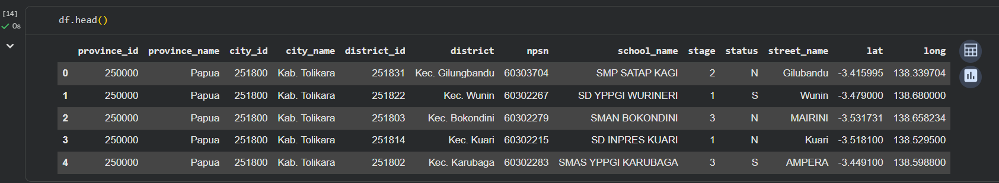 [14]
df.head()
0s
province_id province_name city_id city_name district_id district npsn school_name stage status street_name lat long
0 250000 Papua 251800 Kab. Tolikara 251831 Kec. Gilungbandu 60303704 SMP SATAP KAGI 2 N Gilubandu -3.415995 138.339704
1 250000 Papua 251800 Kab. Tolikara 251822 Kec. Wunin 60302267 SD YPPGI WURINERI 1 S Wunin -3.479000 138.680000
2 250000 Papua 251800 Kab. Tolikara 251803 Kec. Bokondini 60302279 SMAN BOKONDINI 3 N MAIRINI -3.531731 138.658234
3 250000 Papua 251800 Kab. Tolikara 251814 Kec. Kuari 60302215 SD INPRES KUARI 1 N Kuari -3.518100 138.529500
4 250000 Papua 251800 Kab. Tolikara 251802 Kec. Karubaga 60302283 SMAS YPPGI KARUBAGA 3 S AMPERA -3.449100 138.598800